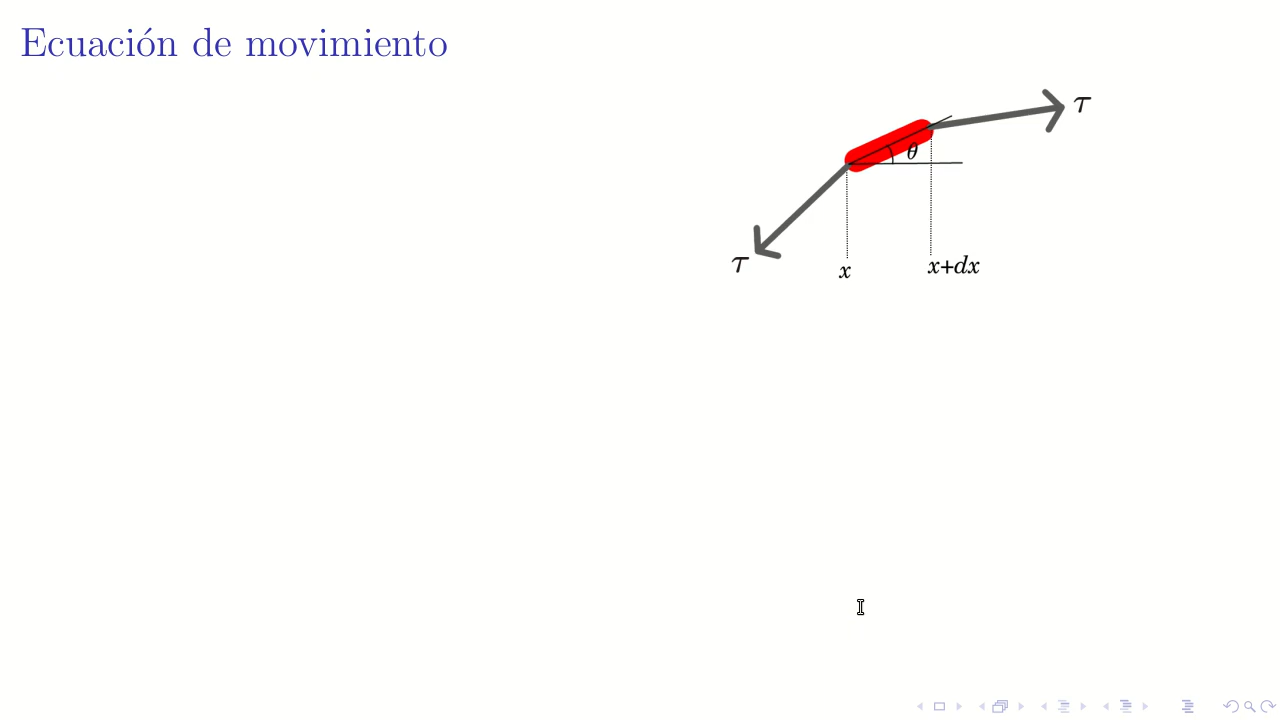 Ecuación de movimiento
τ
θ
τ
x
x+dx